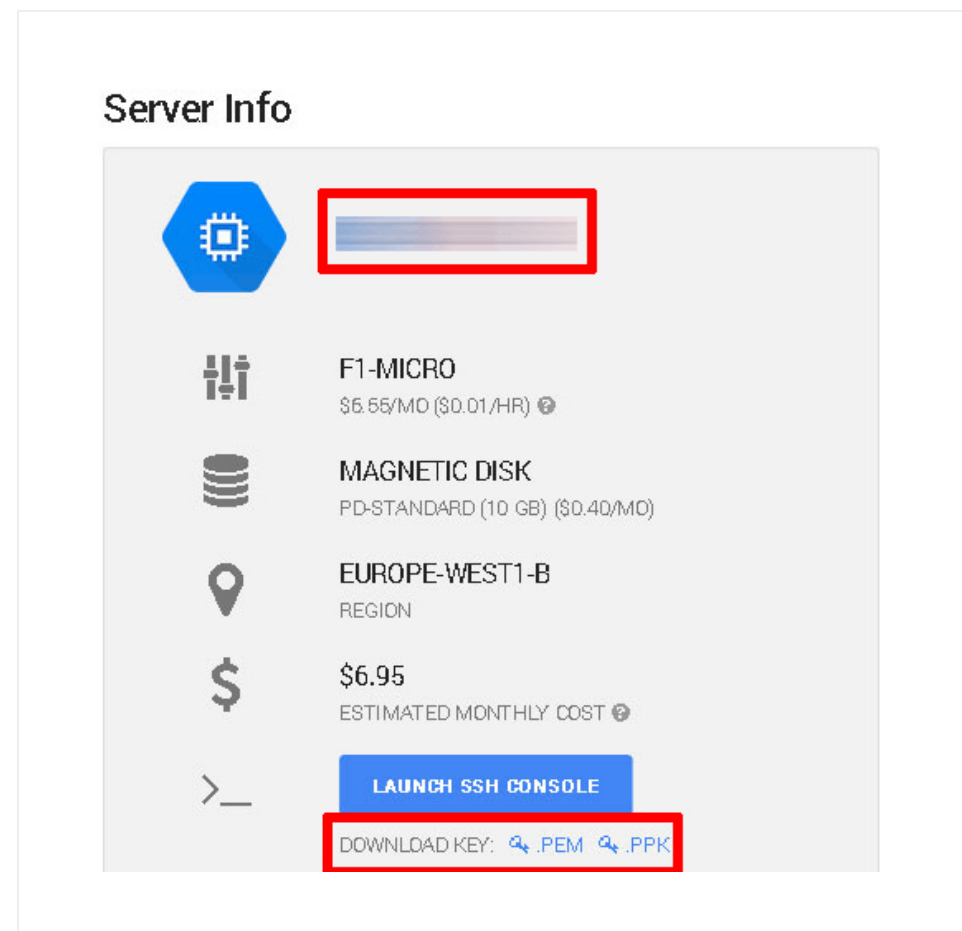 Server Info
F1-MICRO
$6.55/MO ($0.01/HR)
MAGNETIC DISK
PD-STANDARD (10 GB) ($0.40/MO)
EUROPE-WEST1-B
REGION
$6.95
ESTIMATED MONTHLY COST
LAUNCH SSH CONSOLE
DOWNLOAD KEY: .PEM .PPK